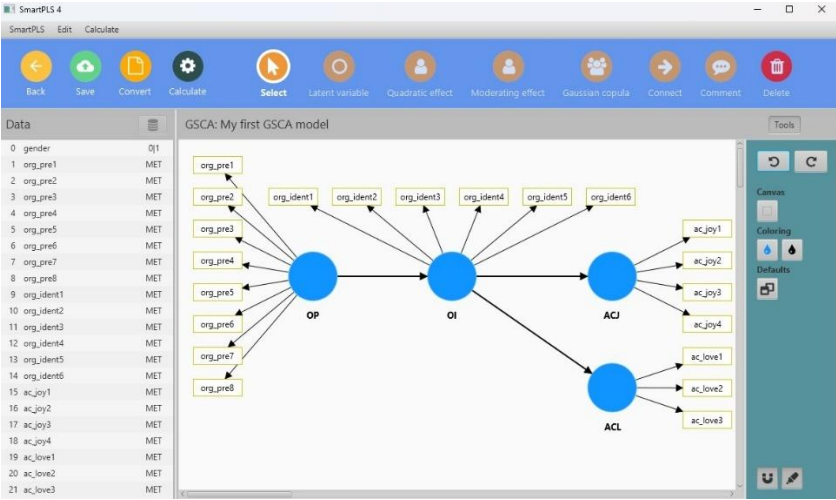 SmartPLS 4
SmartPLS Edit Calculate
Back Save Convert Calculate Select Latent variable Quadratic effect Moderating effect Gaussian copula Connect Comment Delete
Data
GSCA: My first GSCA model
Tools
0 gender 0|1
1 org_pre1 MET
2 org_pre2 MET
3 org_pre3 MET
4 org_pre4 MET
5 org_pre5 MET
6 org_pre6 MET
7 org_pre7 MET
8 org_pre8 MET
9 org_ident1 MET
10 org_ident2 MET
11 org_ident3 MET
12 org_ident4 MET
13 org_ident5 MET
14 org_ident6 MET
15 ac_joy1 MET
16 ac_joy2 MET
17 ac_joy3 MET
18 ac_joy4 MET
19 ac_love1 MET
20 ac_love2 MET
21 ac_love3 MET
org_pre1
org_pre2
org_pre3
org_pre4
org_pre5
org_pre6
org_pre7
org_pre8
org_ident1 org_ident2 org_ident3 org_ident4 org_ident5 org_ident6
OP
OI
ACJ
ACL
ac_joy1
ac_joy2
ac_joy3
ac_joy4
ac_love1
ac_love2
ac_love3
Canvas
Coloring
Defaults